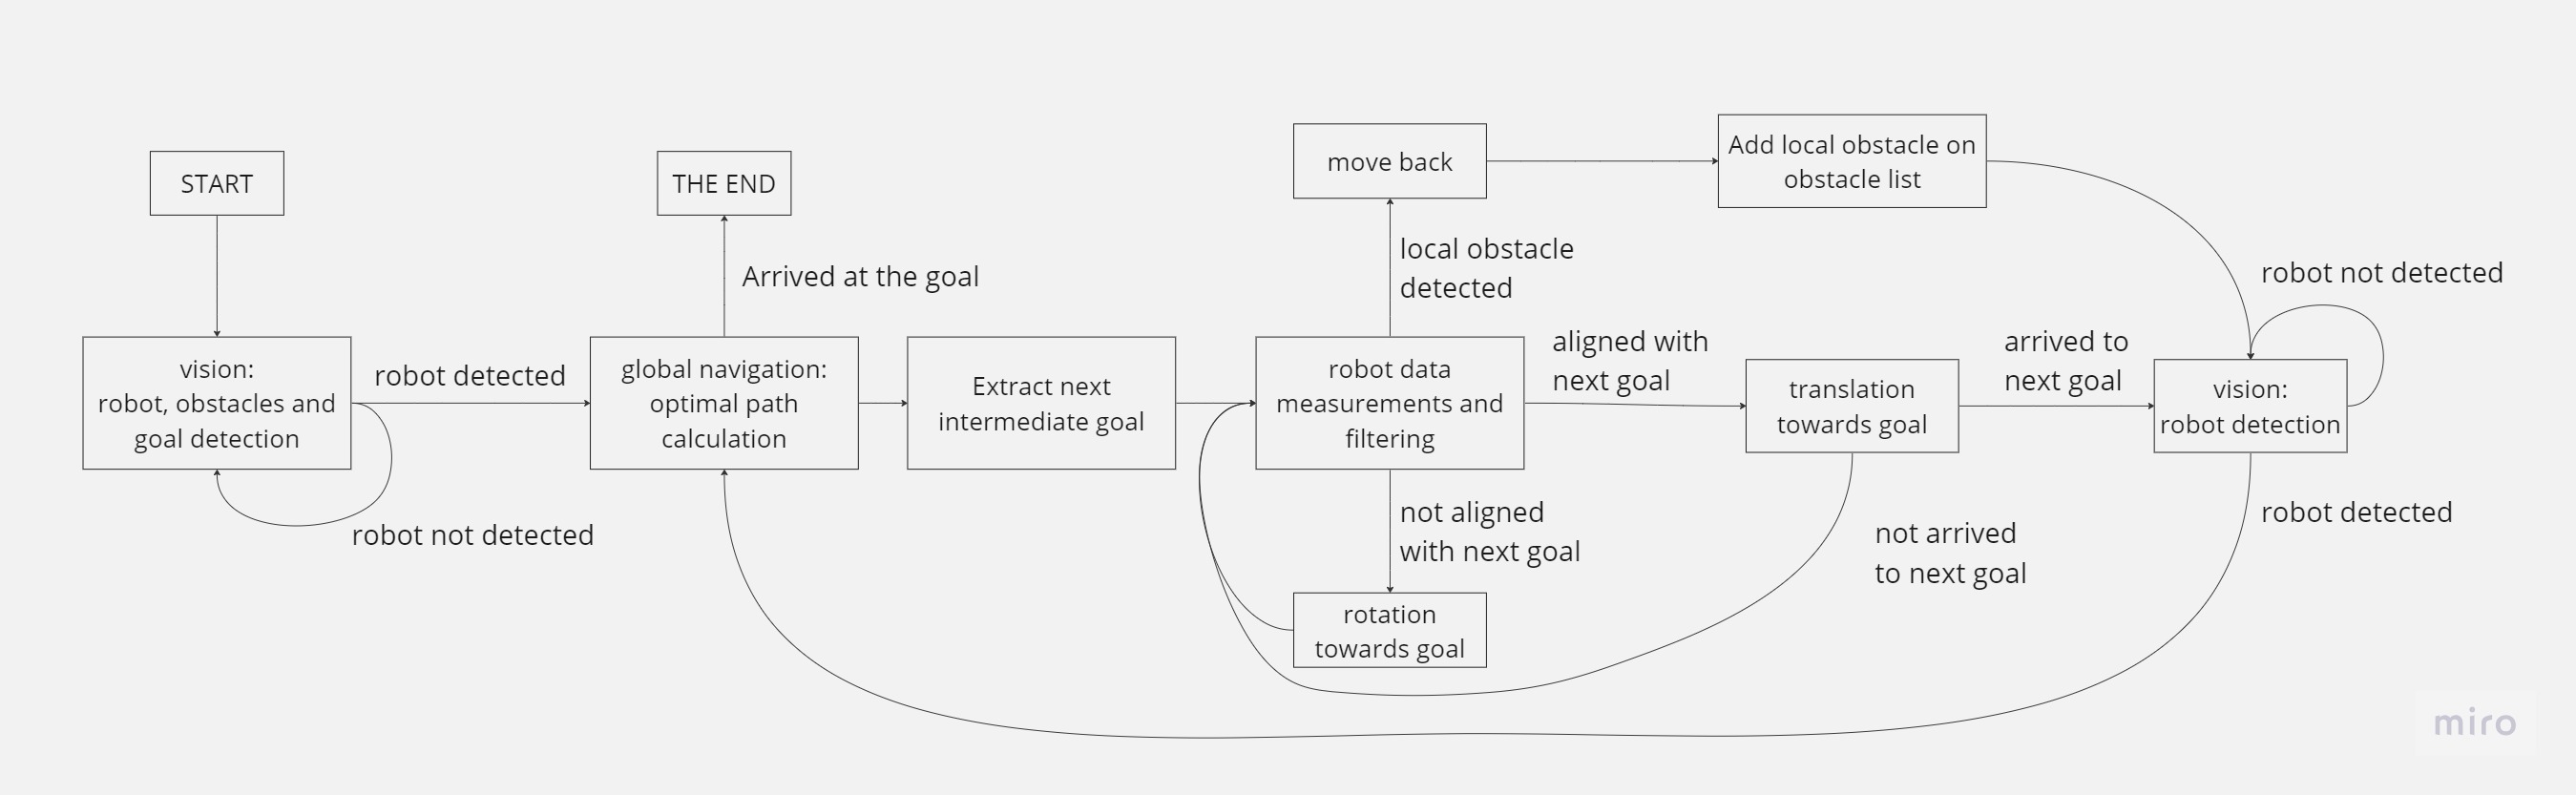 START
THE END
move back
Add local obstacle on
obstacle list
Arrived at the goal
local obstacle
detected
robot not detected
vision:
robot, obstacles and
goal detection
robot detected
robot not detected
global navigation:
optimal path
calculation
Extract next
intermediate goal
robot data
measurements and
filtering
aligned with
next goal
translation
towards goal
arrived to
next goal
vision:
robot detection
not aligned
with next goal
not arrived
to next goal
robot detected
rotation
towards goal
miro